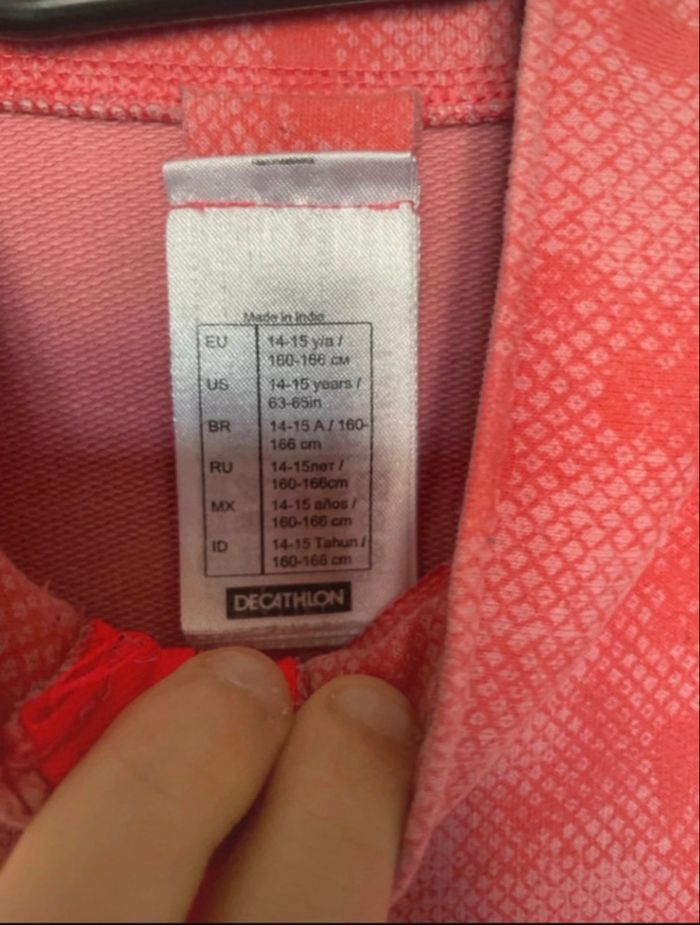 Made in India
EU 14-15 y/a /
160-166 см
US 14-15 years /
63-65in
BR 14-15 A / 160-
166 cm
RU 14-15лет /
160-166cm
MX 14-15 años /
160-166 cm
ID 14-15 Tahun /
160-166 cm
DECATHLON